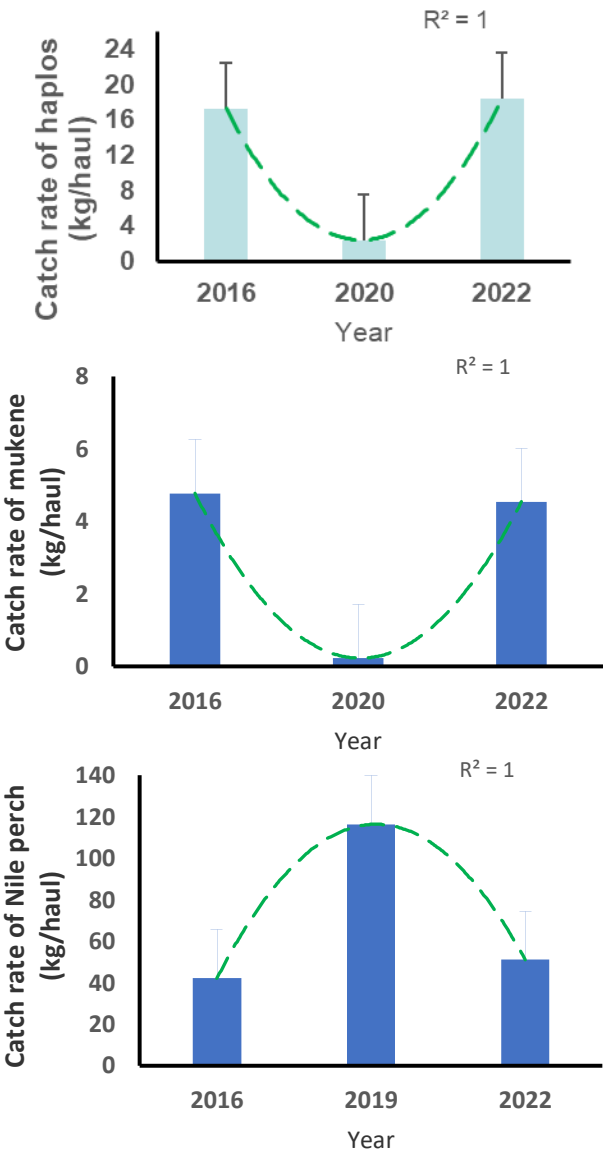 R² = 1
24
20
16
12
8
4
0
Catch rate of haplos
(kg/haul)
2016 2020 2022
Year
R² = 1
8
6
4
2
0
Catch rate of mukene
(kg/haul)
2016 2020 2022
Year
R² = 1
140
120
100
80
60
40
20
0
Catch rate of Nile perch
(kg/haul)
2016 2019 2022
Year